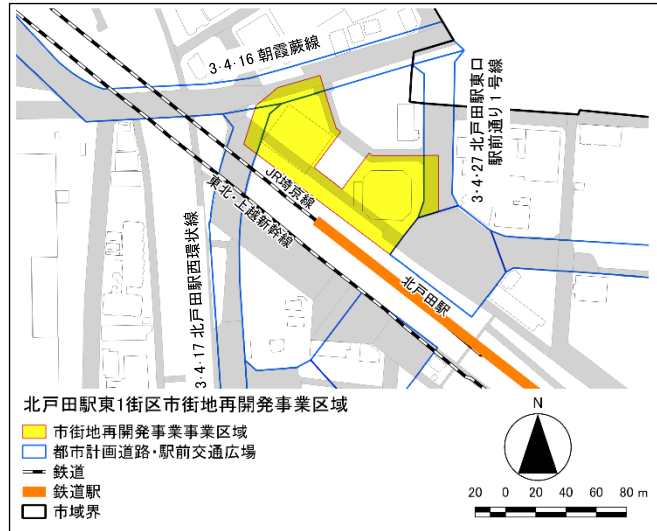 3・4・16 朝霞蕨線
3・4・27 北戸田駅東口
駅前通り1号線
JR埼京線
東北・上越新幹線
3・4・17 北戸田駅西環状線
北戸田駅
北戸田駅東1街区市街地再開発事業区域
市街地再開発事業事業区域
都市計画道路・駅前交通広場
鉄道
鉄道駅
市域界
N
20 0 20 40 60 80 m